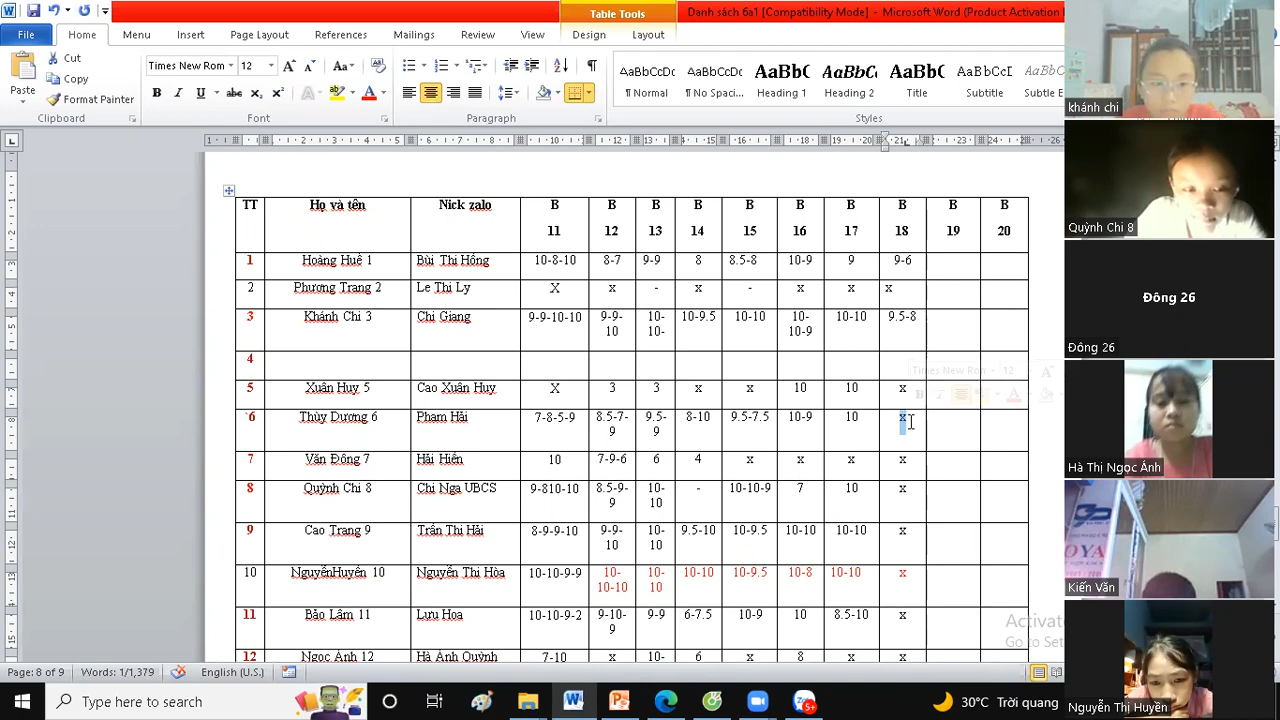 Table Tools
Danh sách 6a1 [Compatibility Mode] - Microsoft Word (Product Activation
File Home Menu Insert Page Layout References Mailings Review View Design Layout
Cut
Copy
Format Painter
Paste
Clipboard
Times New Rom 12
Font
Paragraph
AaBbCcDc AaBbCcDc AaBbC AaBbCc AaBb AaBbCcD AaBbCcD
¶ Normal ¶ No Spaci... Heading 1 Heading 2 Title Subtitle Subtle E
Styles
TT Họ và tên Nick zalo B 11 B 12 B 13 B 14 B 15 B 16 B 17 B 18 B 19 B 20
1 Hoàng Huế 1 Bùi Thị Hồng 10-8-10 8-7 9-9 8 8.5-8 10-9 9 9-6
2 Phương Trang 2 Le Thi Ly X x - x - x x x
3 Khánh Chi 3 Chi Giang 9-9-10-10 9-9-10 10-10- 10-9.5 10-10 10-10-9 10-10 9.5-8
4
5 Xuân Huy 5 Cao Xuân Huy X 3 3 x x 10 10 x
`6 Thùy Dương 6 Pham Hải 7-8-5-9 8.5-7-9 9.5-9 8-10 9.5-7.5 10-9 10 x
7 Văn Đông 7 Hải Hiền 10 7-9-6 6 4 x x x x
8 Quỳnh Chi 8 Chi Nga UBCS 9-810-10 8.5-9-9 10-10 - 10-10-9 7 10 x
9 Cao Trang 9 Trần Thị Hải 8-9-9-10 9-9-10 10-10 9.5-10 10-9.5 10-10 10-10 x
10 NguyễnHuyền 10 Nguyễn Thị Hòa 10-10-9-9 10-10-10 10-10 10-10 10-9.5 10-8 10-10 x
11 Bảo Lâm 11 Lựu Hoa 10-10-9-2 9-10-9 9-9 6-7.5 10-9 10 8.5-10 x
12 Ngọc Anh 12 Hà Anh Quỳnh 7-10 x 10- 6 x 8 x x
Times New Rom 12
Activate
Go to Set
Page: 8 of 9 Words: 1/1,379 English (U.S.)
Type here to search
30°C Trời quang
khánh chi
Quỳnh Chi 8
Đông 26
Đông 26
Hà Thị Ngọc Ánh
Kiến Văn
Nguyễn Thị Huyền